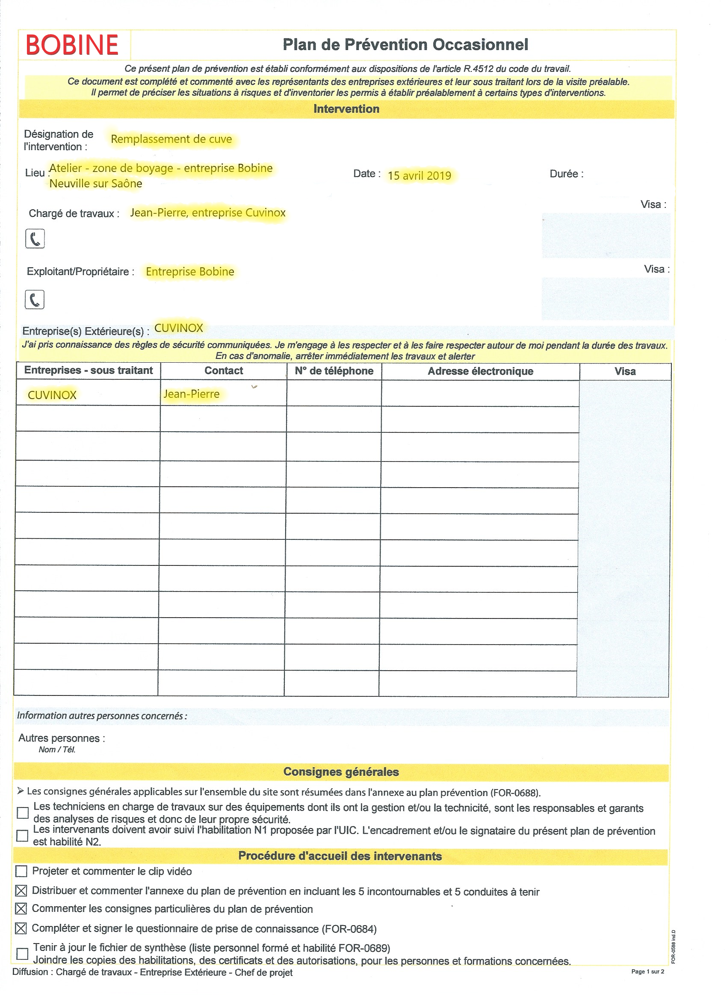 BOBINE
Plan de Prévention Occasionnel
Ce présent plan de prévention est établi conformément aux dispositions de l'article R.4512 du code du travail.
Ce document est complété et commenté avec les représentants des entreprises extérieures et leur sous traitant lors de la visite préalable.
Il permet de préciser les situations à risques et d'inventorier les permis à établir préalablement à certains types d'interventions.
Intervention
Désignation de
l'intervention :
Remplassement de cuve
Lieu : Atelier - zone de boyage - entreprise Bobine
Neuville sur Saône
Date : 15 avril 2019
Durée :
Visa :
Chargé de travaux : Jean-Pierre, entreprise Cuvinox
Exploitant/Propriétaire : Entreprise Bobine
Visa :
Entreprise(s) Extérieure(s) : CUVINOX
J'ai pris connaissance des règles de sécurité communiquées. Je m'engage à les respecter et à les faire respecter autour de moi pendant la durée des travaux.
En cas d'anomalie, arrêter immédiatement les travaux et alerter
Entreprises - sous traitant Contact N° de téléphone Adresse électronique Visa
CUVINOX Jean-Pierre
Information autres personnes concernés :
Autres personnes :
Nom / Tél.
Consignes générales
➢ Les consignes générales applicables sur l'ensemble du site sont résumées dans l'annexe au plan prévention (FOR-0688).
☐ Les techniciens en charge de travaux sur des équipements dont ils ont la gestion et/ou la technicité, sont les responsables et garants
des analyses de risques et donc de leur propre sécurité.
☐ Les intervenants doivent avoir suivi l'habilitation N1 proposée par l'UIC. L'encadrement et/ou le signataire du présent plan de prévention
est habilité N2.
Procédure d'accueil des intervenants
☐ Projeter et commenter le clip vidéo
☒ Distribuer et commenter l'annexe du plan de prévention en incluant les 5 incontournables et 5 conduites à tenir
☒ Commenter les consignes particulières du plan de prévention
☒ Compléter et signer le questionnaire de prise de connaissance (FOR-0684)
☐ Tenir à jour le fichier de synthèse (liste personnel formé et habilité FOR-0689)
Joindre les copies des habilitations, des certificats et des autorisations, pour les personnes et formations concernées.
FOR-0588 ind.D
Diffusion : Chargé de travaux - Entreprise Extérieure - Chef de projet
Page 1 sur 2